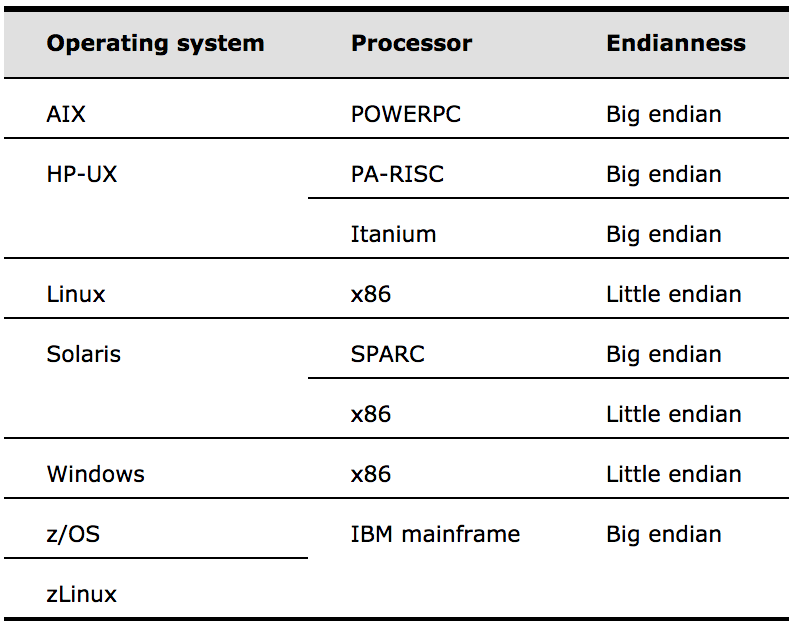 Operating system Processor Endianness
AIX POWERPC Big endian
HP-UX PA-RISC Big endian
Itanium Big endian
Linux x86 Little endian
Solaris SPARC Big endian
x86 Little endian
Windows x86 Little endian
z/OS IBM mainframe Big endian
zLinux